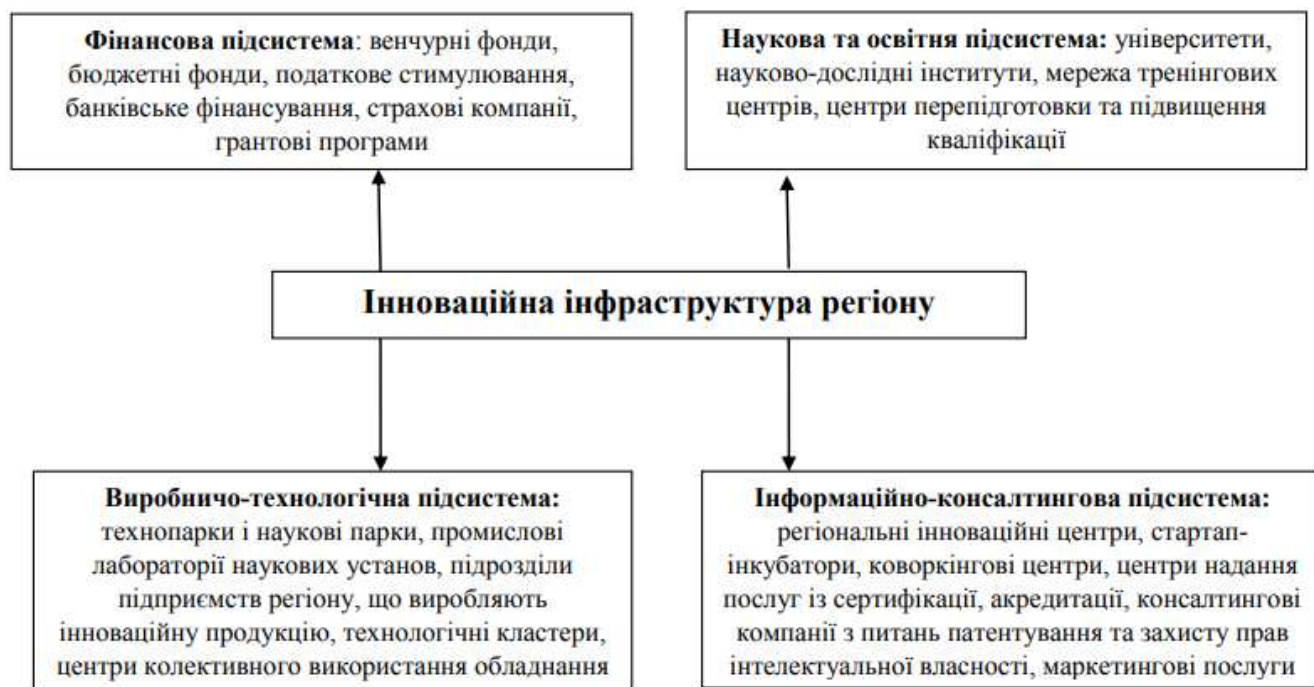 Фінансова підсистема: венчурні фонди,
бюджетні фонди, податкове стимулювання,
банківське фінансування, страхові компанії,
грантові програми
Наукова та освітня підсистема: університети,
науково-дослідні інститути, мережа тренінгових
центрів, центри перепідготовки та підвищення
кваліфікації
Інноваційна інфраструктура регіону
Виробничо-технологічна підсистема:
технопарки і наукові парки, промислові
лабораторії наукових установ, підрозділи
підприємств регіону, що виробляють
інноваційну продукцію, технологічні кластери,
центри колективного використання обладнання
Інформаційно-консалтингова підсистема:
регіональні інноваційні центри, стартап-
інкубатори, коворкінгові центри, центри надання
послуг із сертифікації, акредитації, консалтингові
компанії з питань патентування та захисту прав
інтелектуальної власності, маркетингові послуги